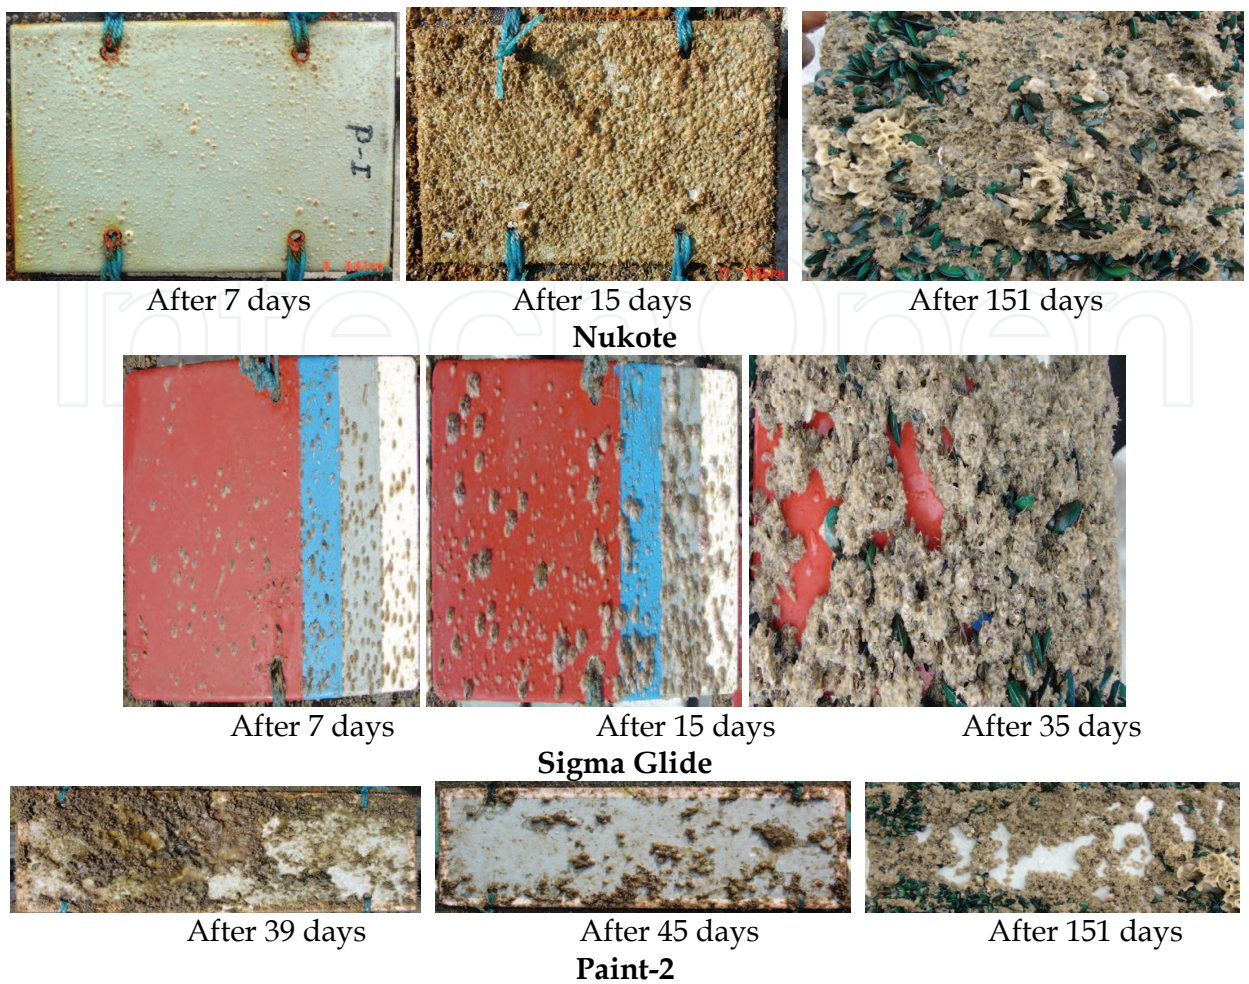 P-I
After 7 days After 15 days After 151 days
Nukote
IntechOpen
After 7 days After 15 days After 35 days
Sigma Glide
After 39 days After 45 days After 151 days
Paint-2